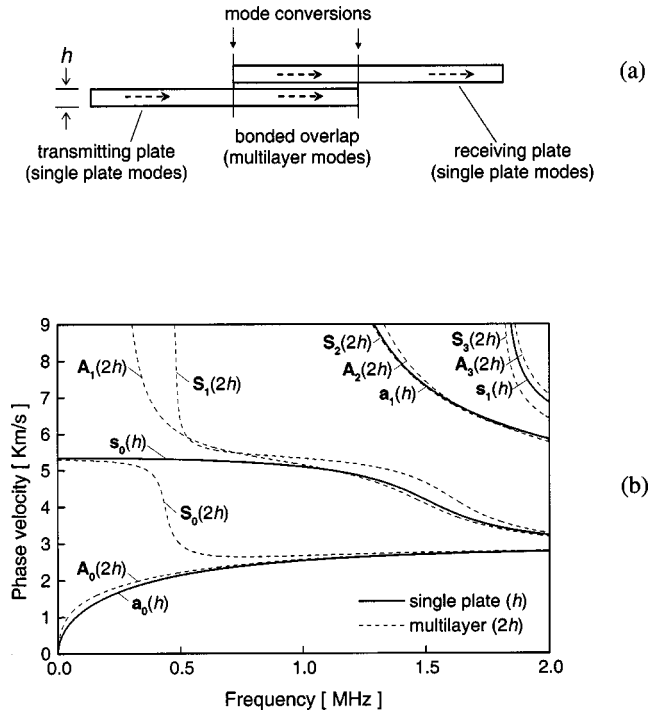 mode conversions
h
(a)
transmitting plate
(single plate modes)
bonded overlap
(multilayer modes)
receiving plate
(single plate modes)
9
8
7
6
5
4
3
2
1
0
Phase velocity [ Km/s ]
A₁(2h)
S₁(2h)
S₂(2h)
A₂(2h)
a₁(h)
S₃(2h)
A₃(2h)
s₁(h)
s₀(h)
S₀(2h)
A₀(2h)
a₀(h)
single plate (h)
multilayer (2h)
(b)
0.0
0.5
1.0
1.5
2.0
Frequency [ MHz ]